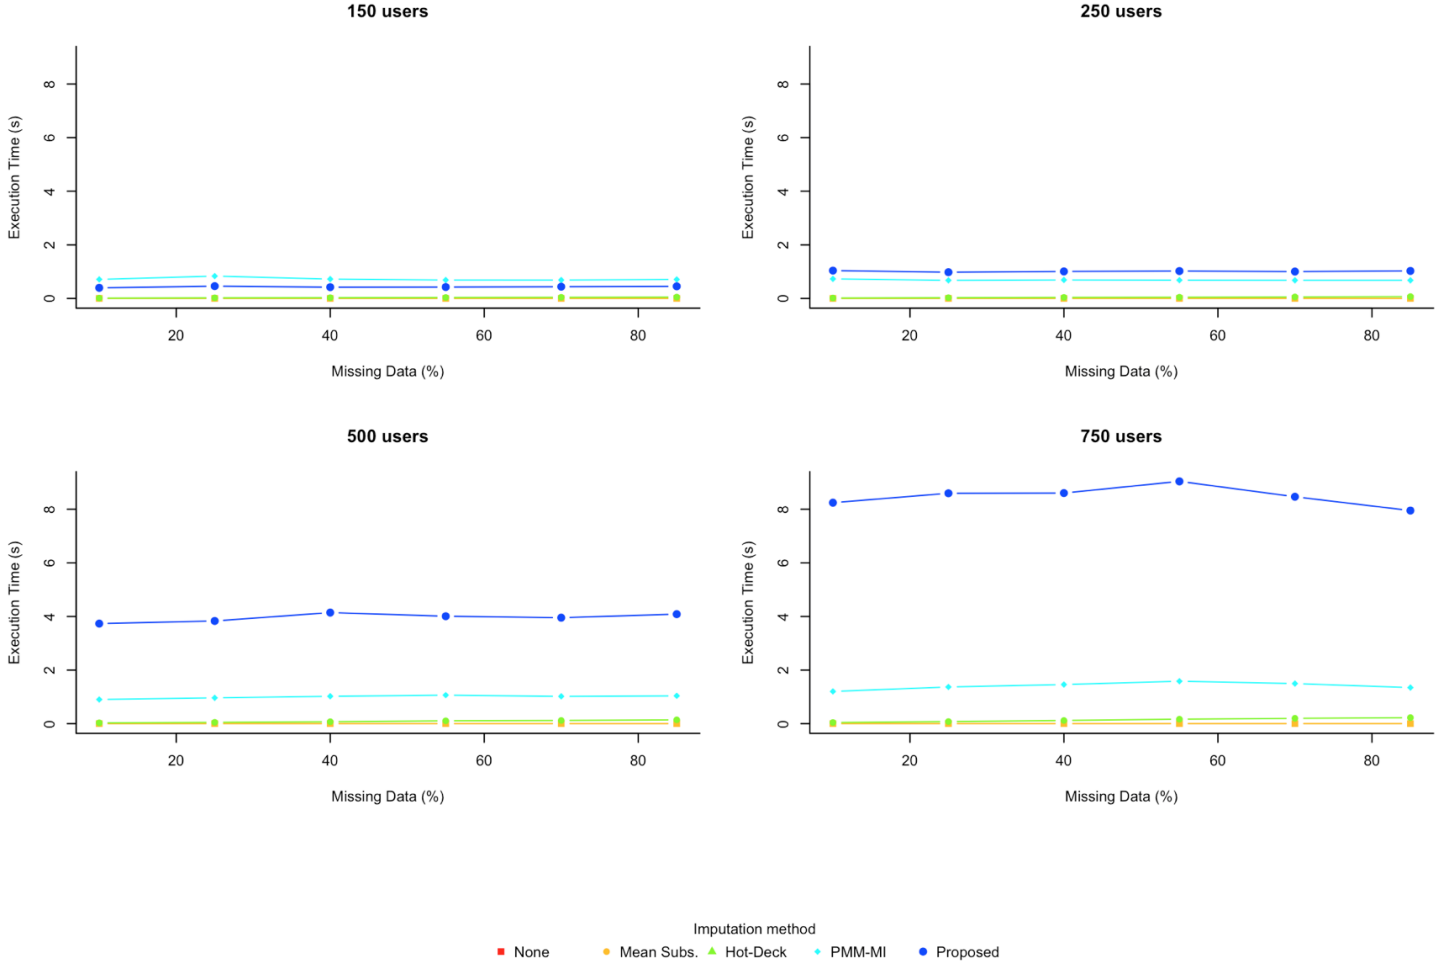 150 users
250 users
Execution Time (s)
0 2 4 6 8
20 40 60 80
Missing Data (%)
Execution Time (s)
0 2 4 6 8
20 40 60 80
Missing Data (%)
500 users
750 users
Execution Time (s)
0 2 4 6 8
20 40 60 80
Missing Data (%)
Execution Time (s)
0 2 4 6 8
20 40 60 80
Missing Data (%)
Imputation method
None Mean Subs. Hot-Deck PMM-MI Proposed